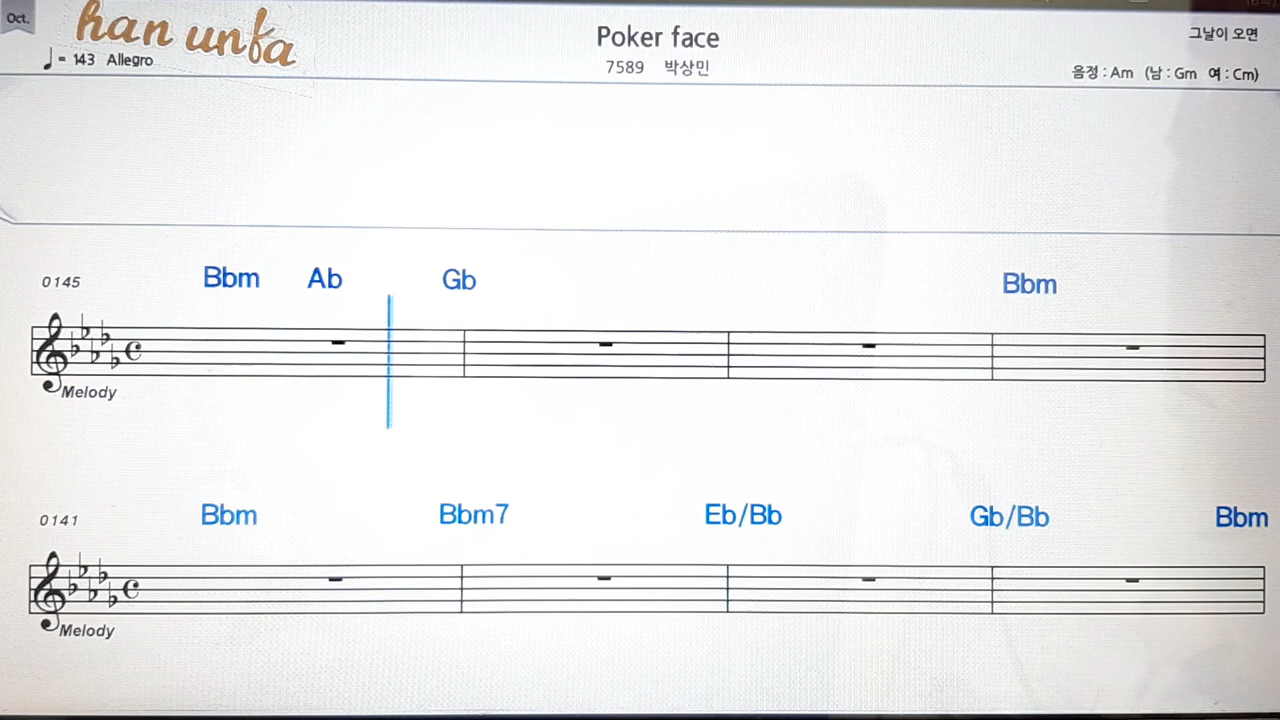 Oct.
han unfa
♩= 143 Allegro
Poker face
7589 박상민
그날이 오면
음정 : Am (남 : Gm 여 : Cm)
0145 Bbm Ab Gb Bbm
Melody
0141 Bbm Bbm7 Eb/Bb Gb/Bb Bbm
Melody